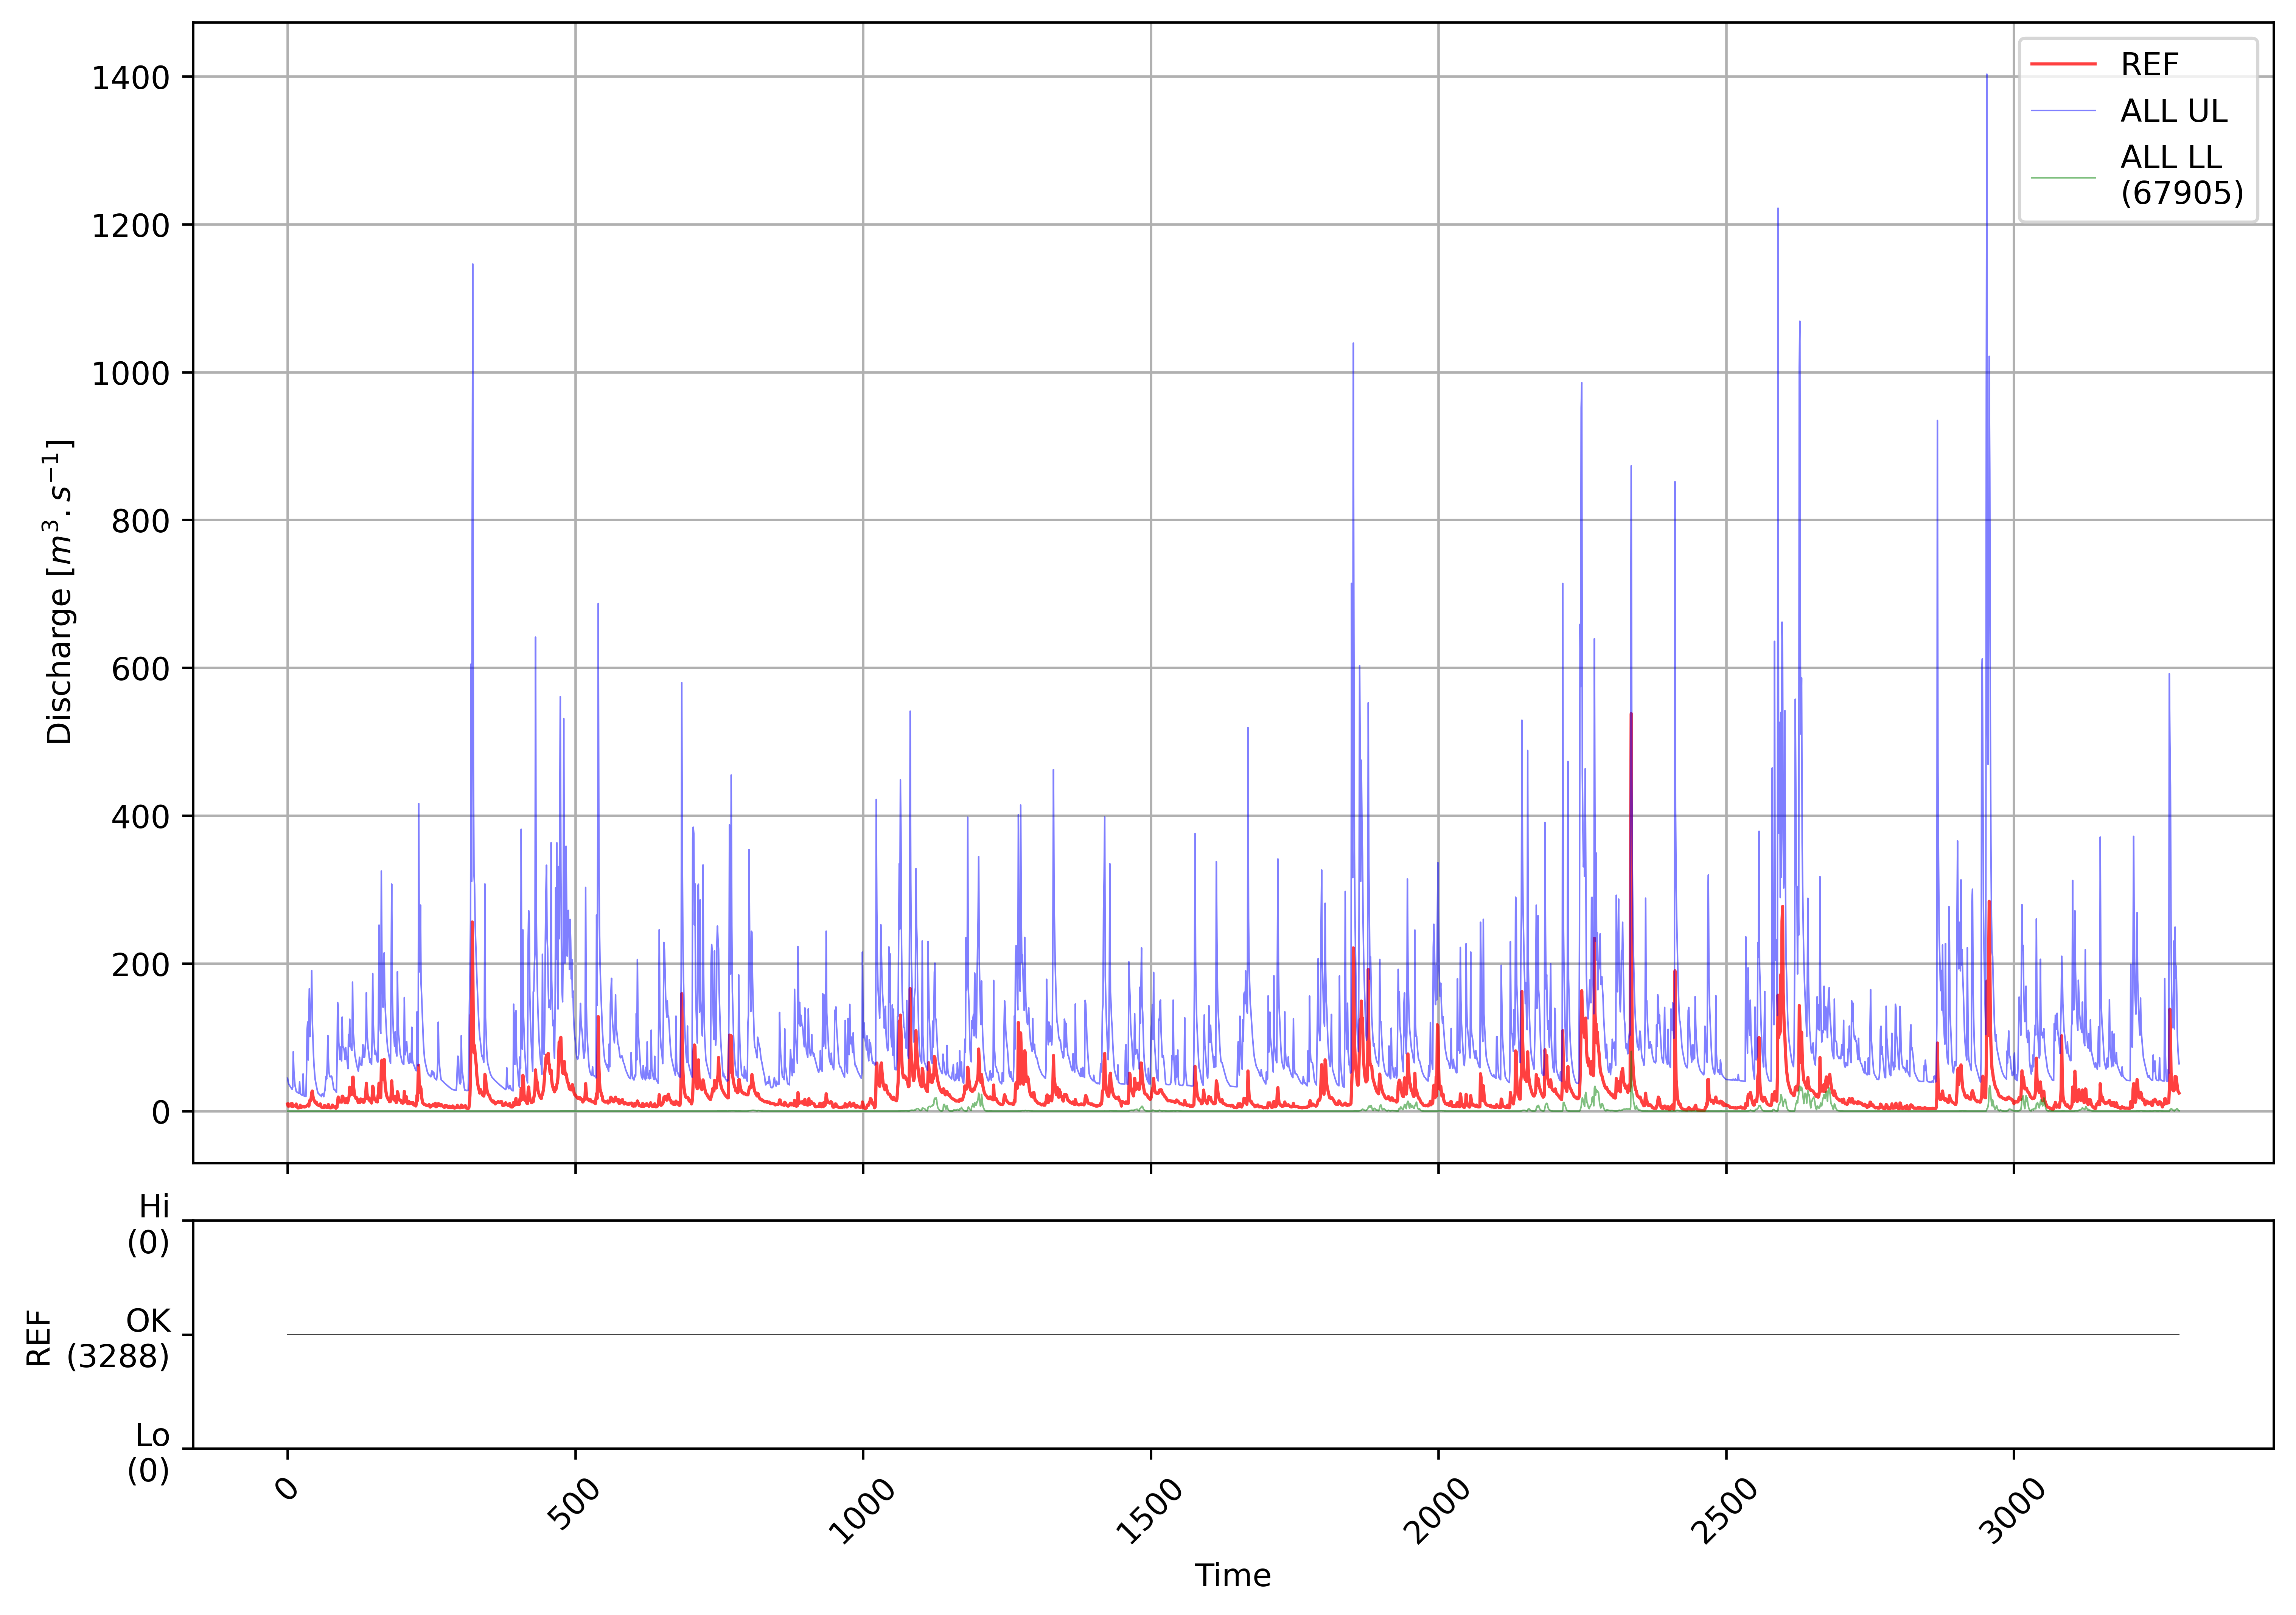 1400
1200
1000
800
600
400
200
0
Discharge [m³.s⁻¹]
REF
ALL UL
ALL LL
(67905)
Hi
(0)
OK
(3288)
Lo
(0)
REF
0
500
1000
1500
2000
2500
3000
Time